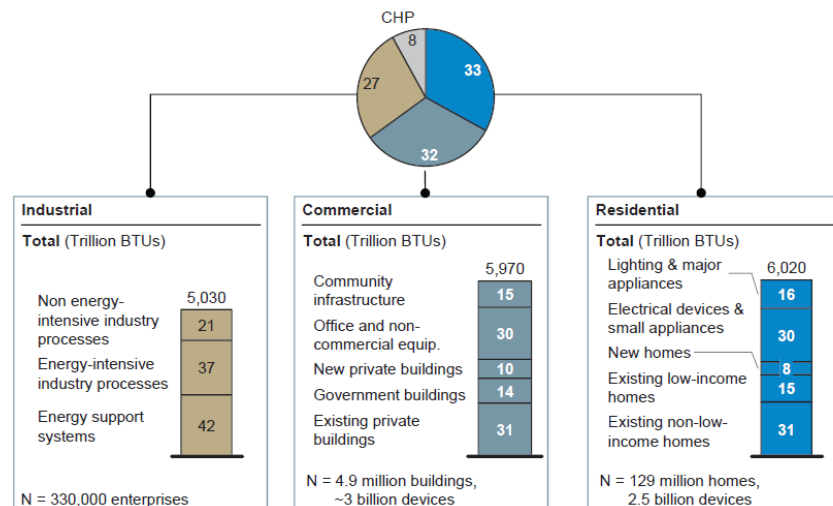 CHP
8
33
27
32
Industrial
Total (Trillion BTUs)
5,030
Non energy-
intensive industry
processes
21
Energy-intensive
industry processes
37
Energy support
systems
42
N = 330,000 enterprises
Commercial
Total (Trillion BTUs)
5,970
Community
infrastructure
15
Office and non-
commercial equip.
30
New private buildings
10
Government buildings
14
Existing private
buildings
31
N = 4.9 million buildings,
~3 billion devices
Residential
Total (Trillion BTUs)
6,020
Lighting & major
appliances
16
Electrical devices &
small appliances
30
New homes
8
Existing low-income
homes
15
Existing non-low-
income homes
31
N = 129 million homes,
2.5 billion devices